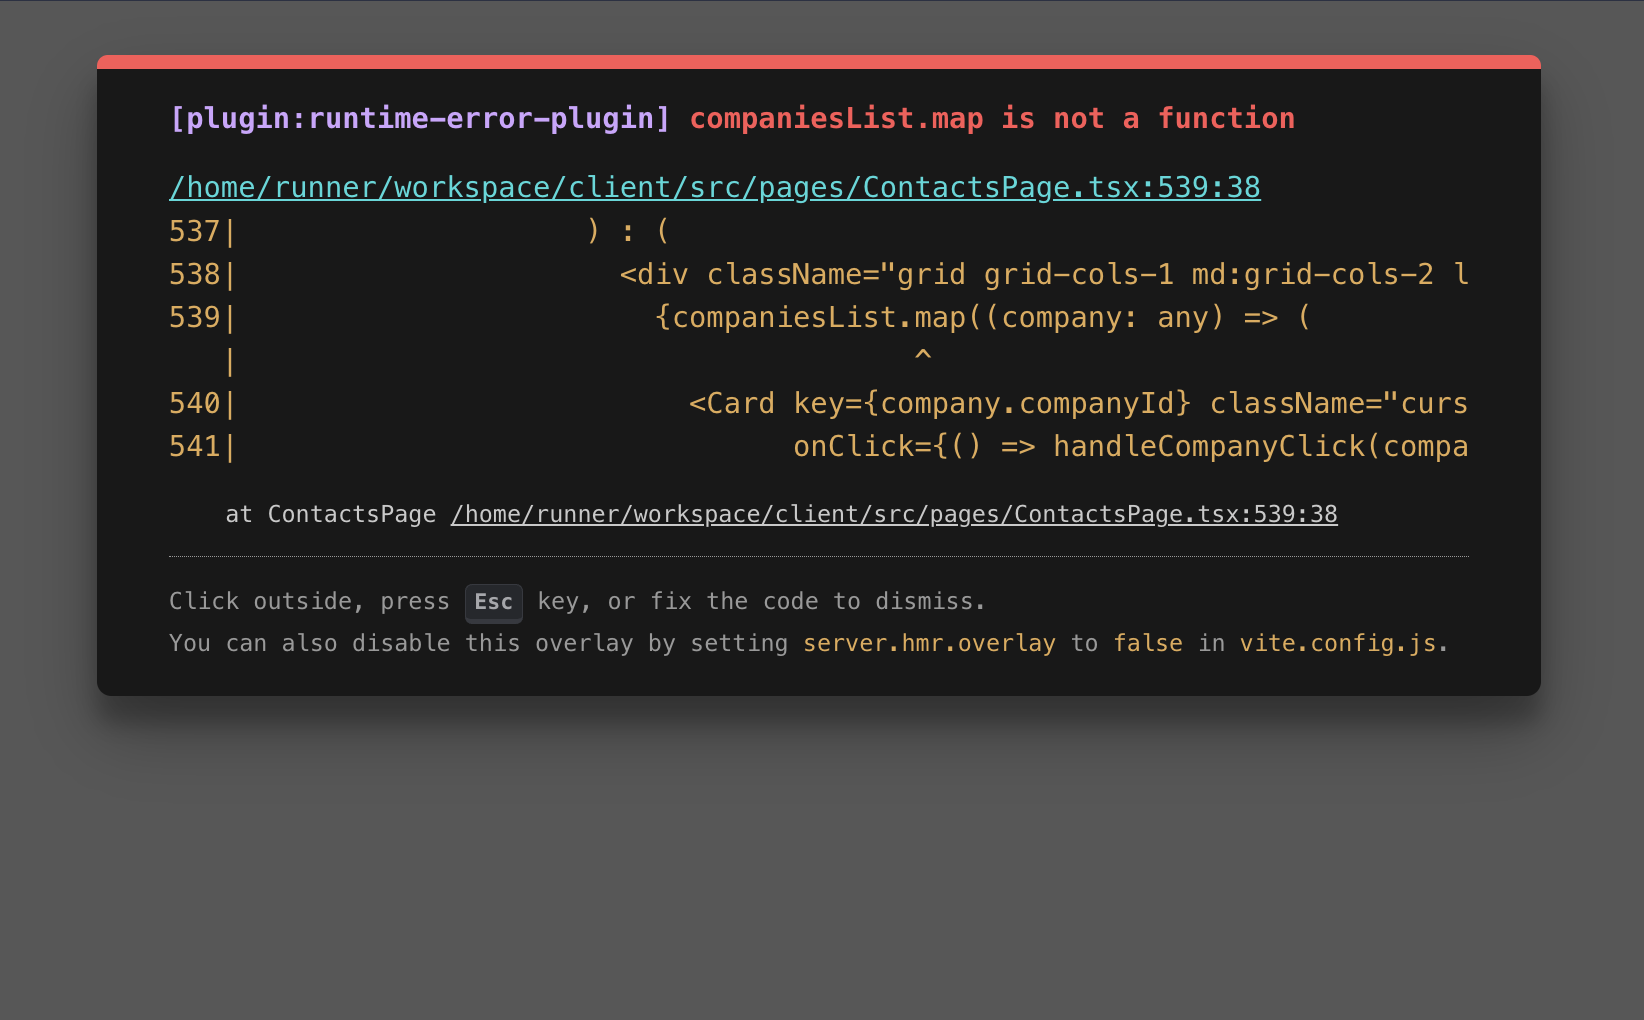 [plugin:runtime-error-plugin] companiesList.map is not a function
/home/runner/workspace/client/src/pages/ContactsPage.tsx:539:38
537|                    ) : (
538|                      <div className="grid grid-cols-1 md:grid-cols-2 l
539|                        {companiesList.map((company: any) => (
   |                                       ^
540|                          <Card key={company.companyId} className="curs
541|                                onClick={() => handleCompanyClick(compa
    at ContactsPage /home/runner/workspace/client/src/pages/ContactsPage.tsx:539:38
Click outside, press Esc key, or fix the code to dismiss.
You can also disable this overlay by setting server.hmr.overlay to false in vite.config.js.